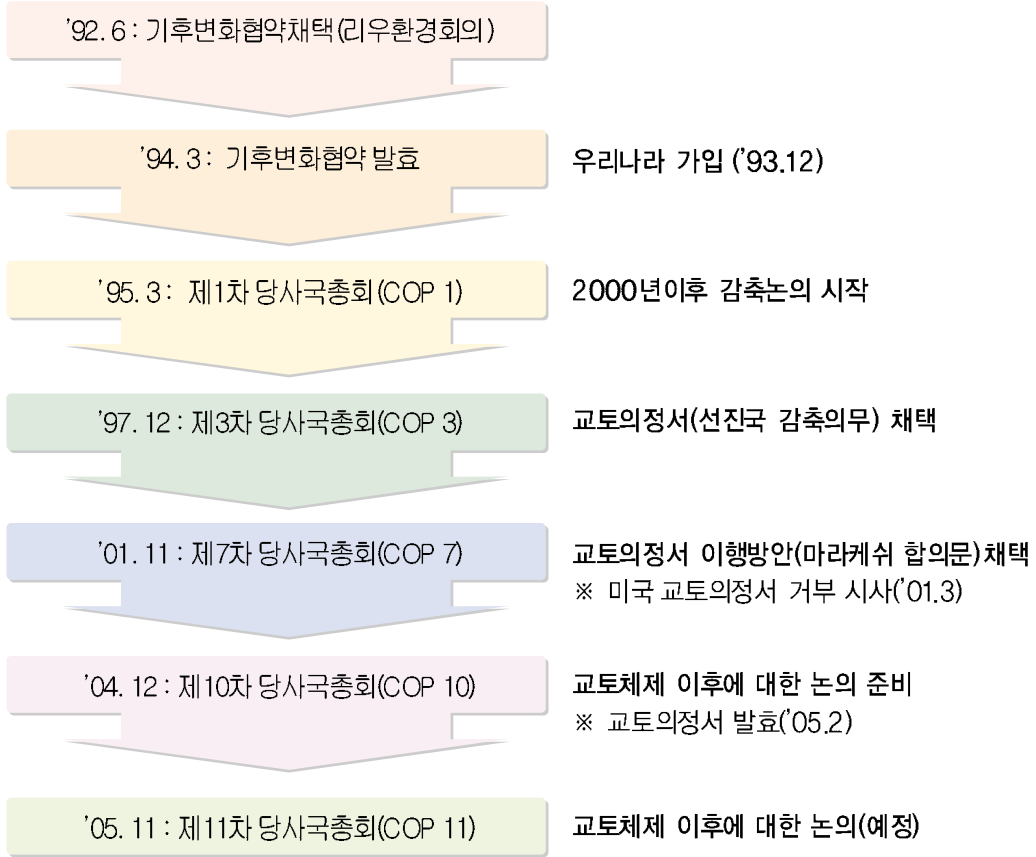 '92. 6 : 기후변화협약채택(리우환경회의)
'94. 3 : 기후변화협약 발효
우리나라 가입 ('93.12)
'95. 3 : 제1차 당사국총회(COP 1)
2000년이후 감축논의 시작
'97. 12 : 제3차 당사국총회(COP 3)
교토의정서(선진국 감축의무) 채택
'01. 11 : 제7차 당사국총회(COP 7)
교토의정서 이행방안(마라케쉬 합의문)채택
※ 미국 교토의정서 거부 시사('01.3)
'04. 12 : 제10차 당사국총회(COP 10)
교토체제 이후에 대한 논의 준비
※ 교토의정서 발효('05.2)
'05. 11 : 제11차 당사국총회(COP 11)
교토체제 이후에 대한 논의(예정)